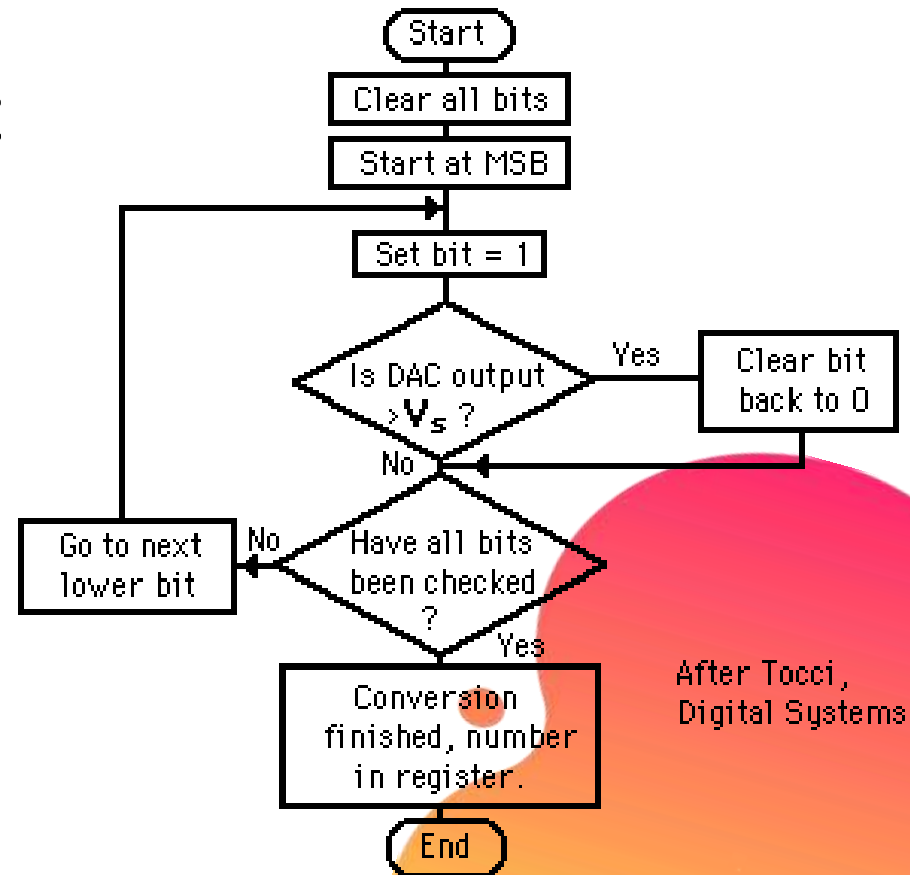 Start
Clear all bits
Start at MSB
Set bit = 1
Is DAC output
>Vs ?
Yes
Clear bit
back to 0
No
Have all bits
been checked
?
No
Go to next
lower bit
Yes
Conversion
finished, number
in register.
End
After Tocci,
Digital Systems